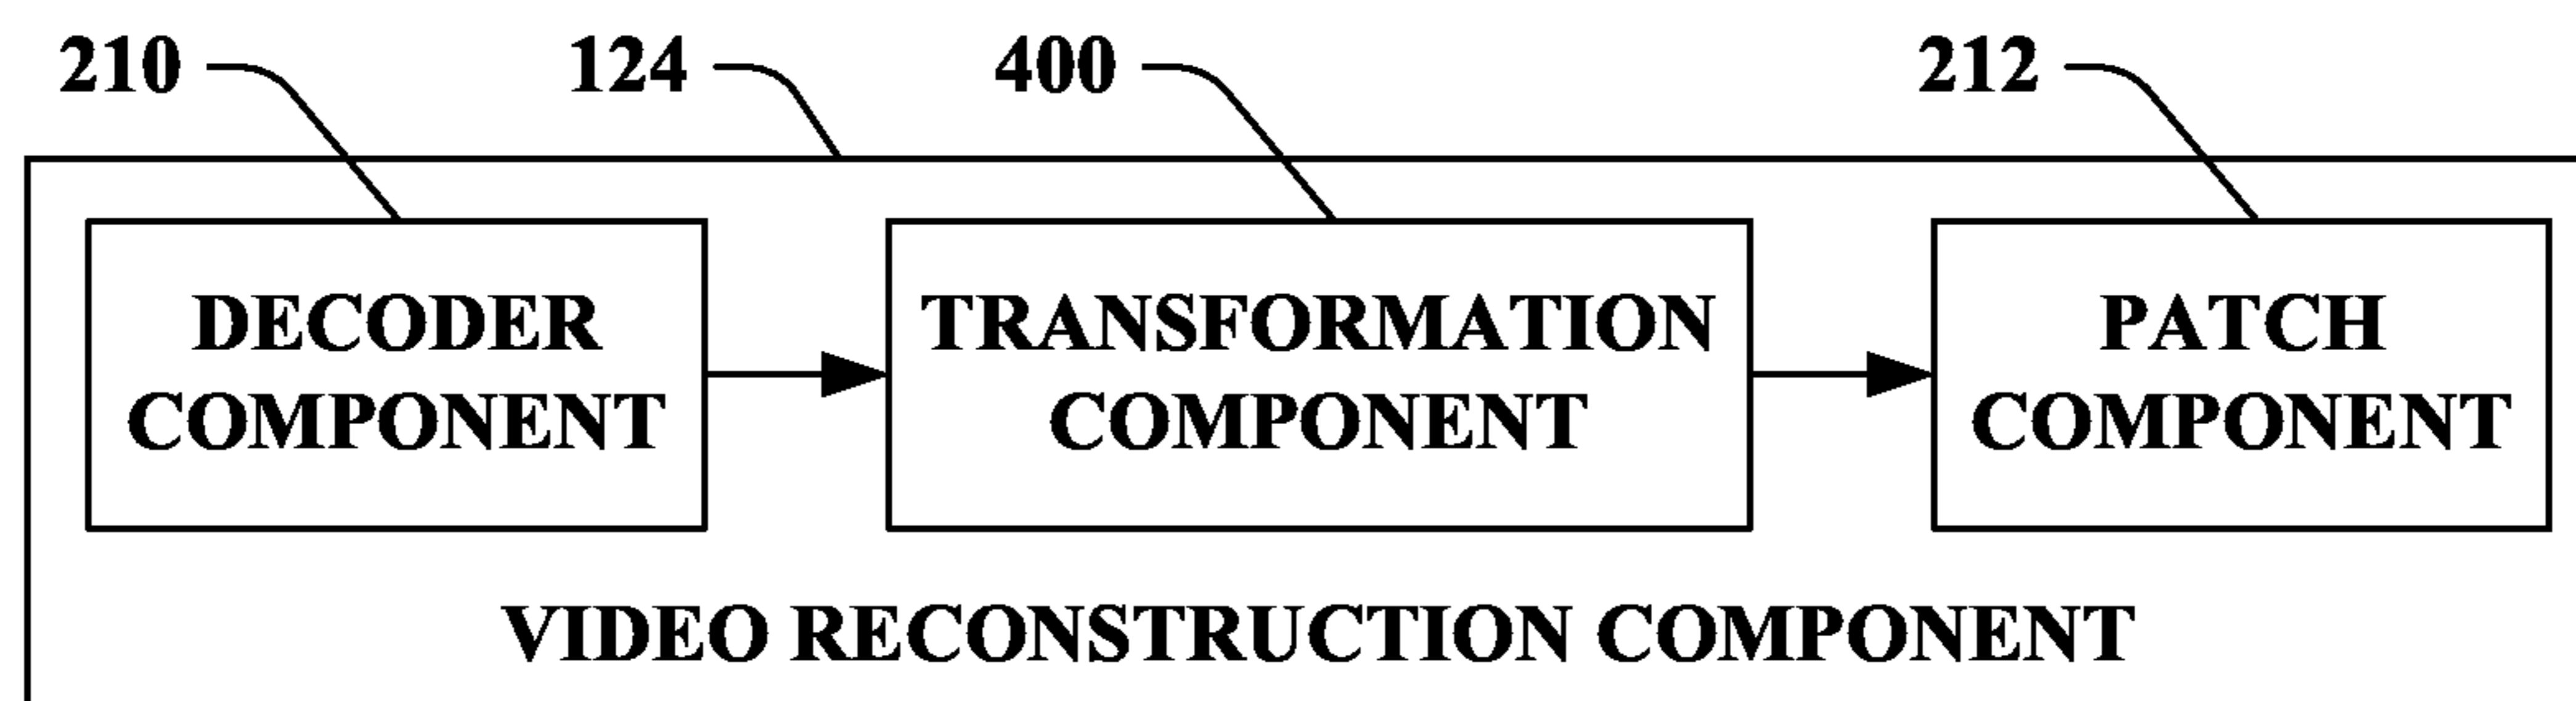 210 124 400 212
DECODER COMPONENT
TRANSFORMATION COMPONENT
PATCH COMPONENT
VIDEO RECONSTRUCTION COMPONENT